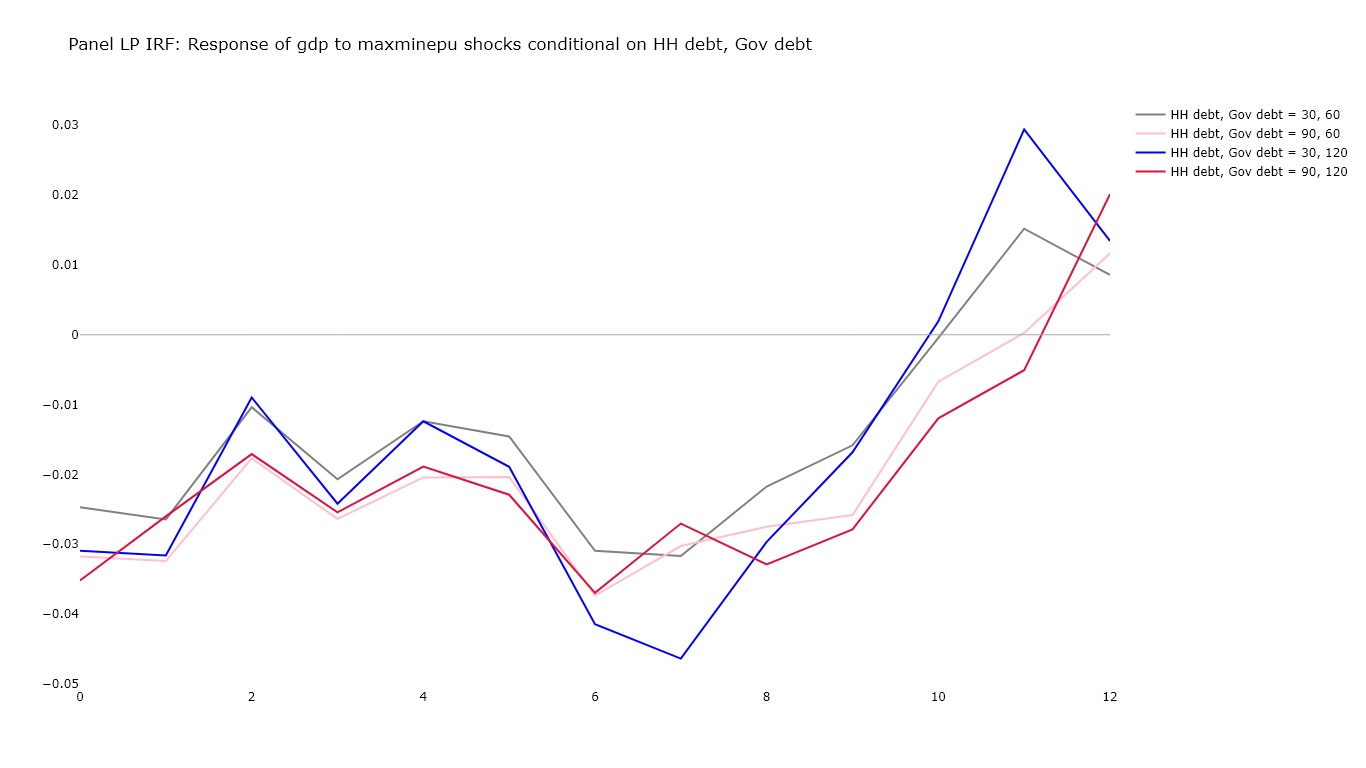 Panel LP IRF: Response of gdp to maxminepu shocks conditional on HH debt, Gov debt
HH debt, Gov debt = 30, 60
HH debt, Gov debt = 90, 60
HH debt, Gov debt = 30, 120
HH debt, Gov debt = 90, 120
0.03
0.02
0.01
0
−0.01
−0.02
−0.03
−0.04
−0.05
0 2 4 6 8 10 12